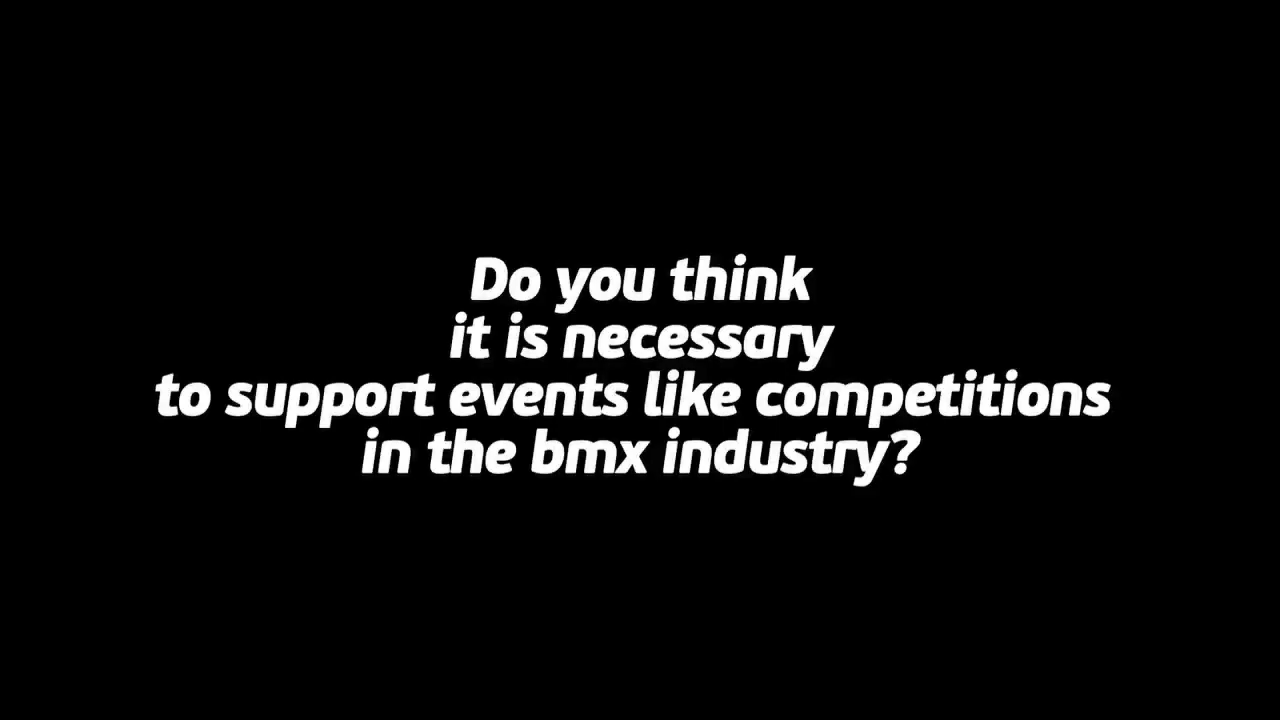 Do you think
it is necessary
to support events like competitions
in the bmx industry?